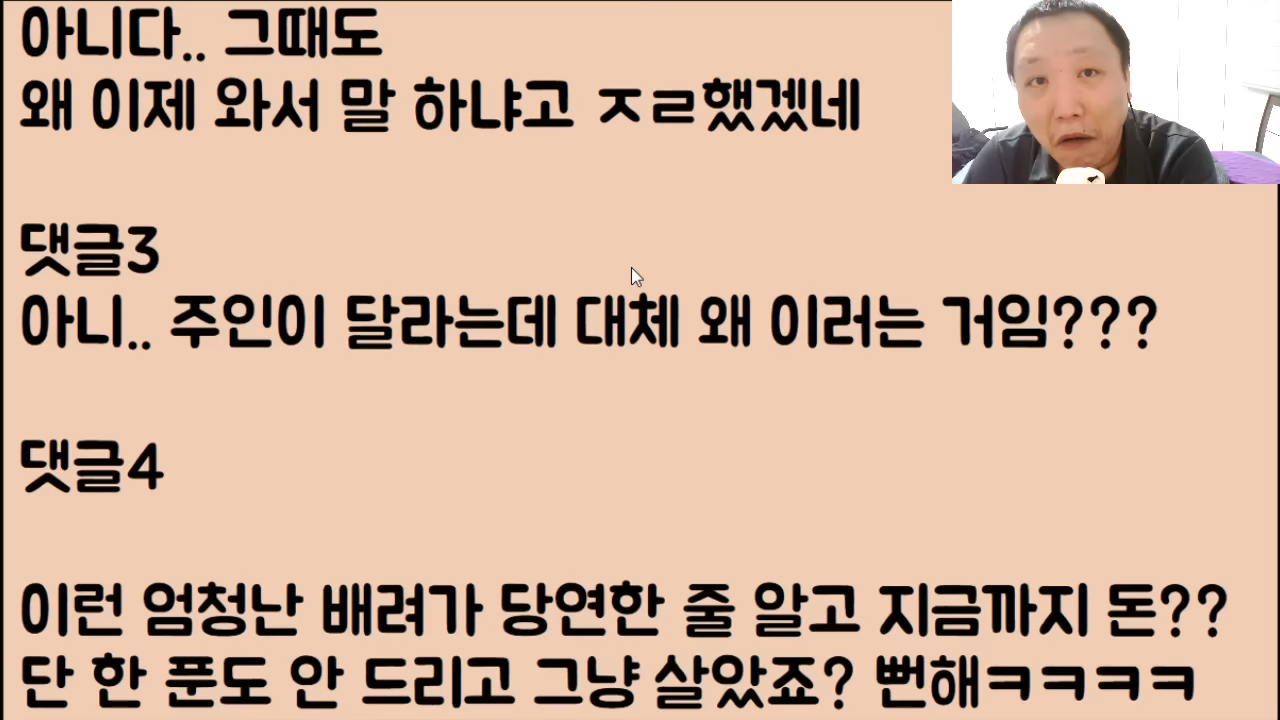 아니다.. 그때도
왜 이제 와서 말 하냐고 ㅈㄹ했겠네
댓글3
아니.. 주인이 달라는데 대체 왜 이러는 거임???
댓글4
이런 엄청난 배려가 당연한 줄 알고 지금까지 돈??
단 한 푼도 안 드리고 그냥 살았죠? 뻔해ㅋㅋㅋㅋ